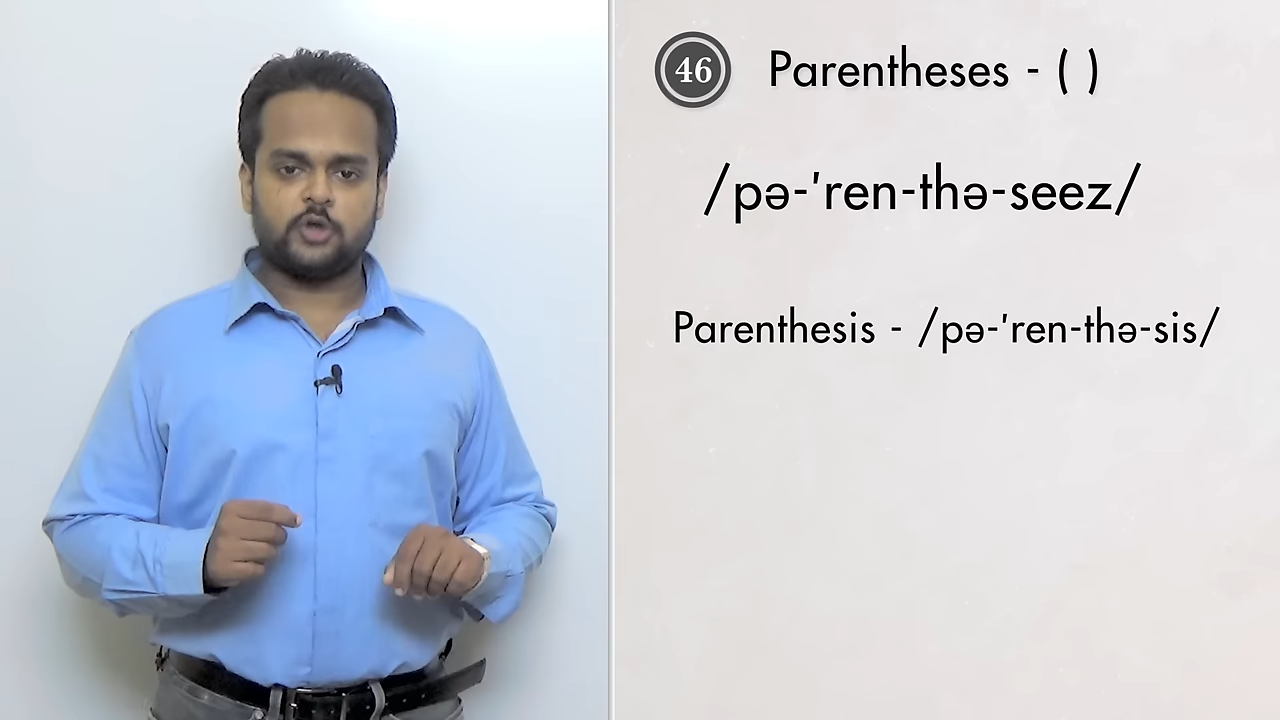 46 Parentheses - ( )
/pə-ˈren-thə-seez/
Parenthesis - /pə-ˈren-thə-sis/